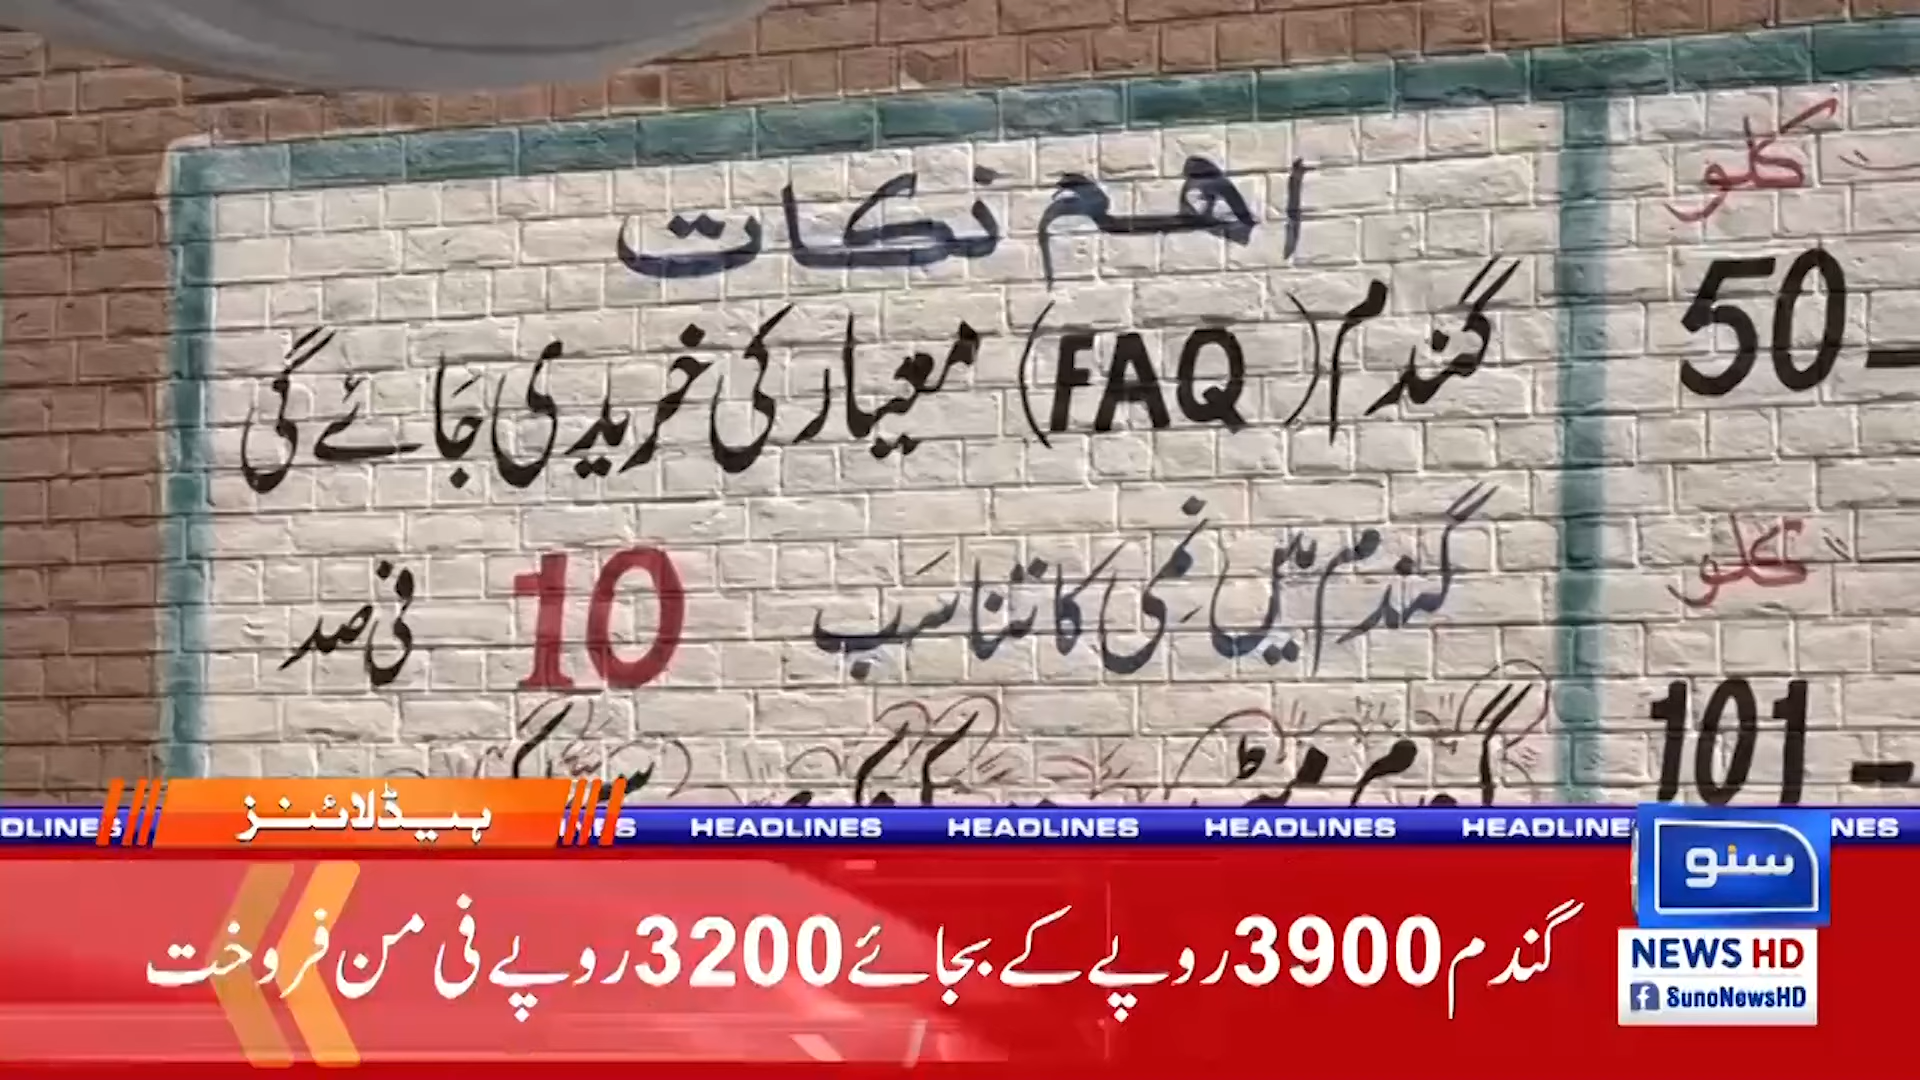 اہم نکات
گندم (FAQ) معیار کی خریدی جائے گی
گندم میں نمی کا تناسب 10 فی صد
کلو
50
کلو
101
ہیڈلائنز
HEADLINES HEADLINES HEADLINES
گندم 3900 روپے کے بجائے 3200 روپے فی من فروخت
سنو
NEWS HD
SunoNewsHD